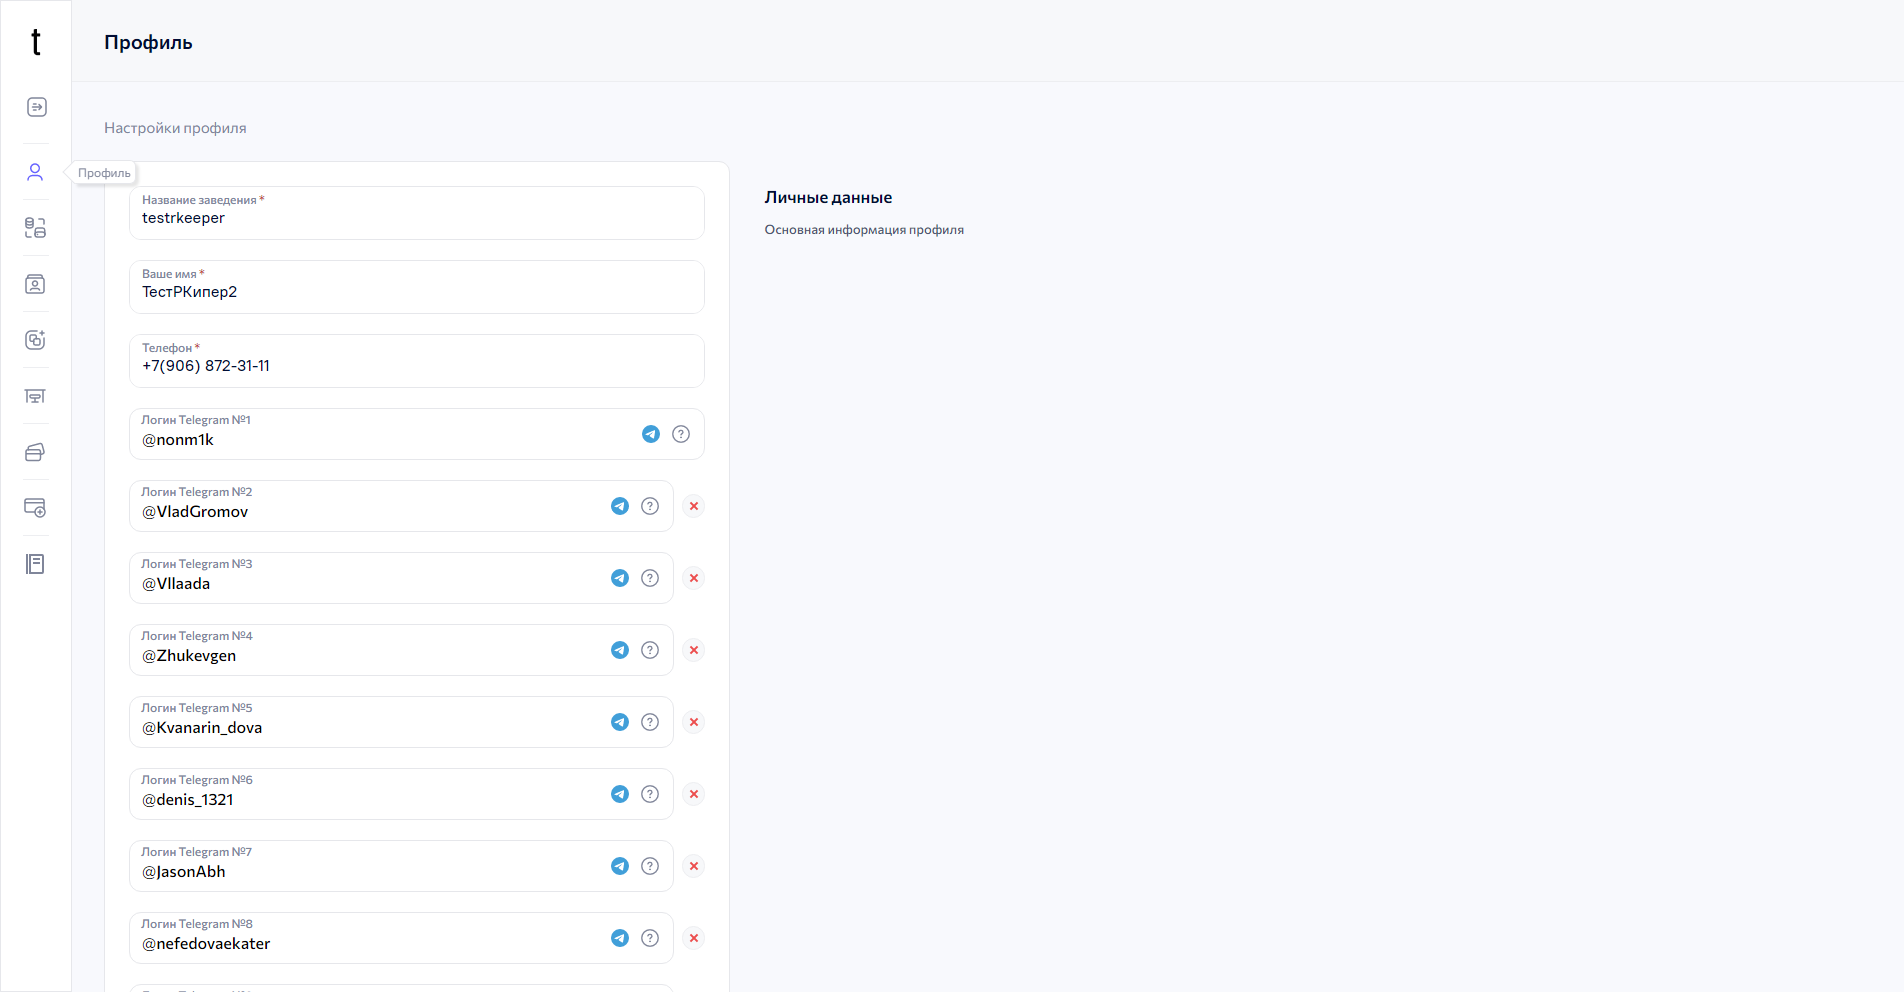 t
Профиль
Настройки профиля
Профиль
Название заведения *
testrkeeper
Ваше имя *
ТестРКипер2
Телефон *
+7(906) 872-31-11
Логин Telegram №1
@nonm1k
Логин Telegram №2
@VladGromov
Логин Telegram №3
@Vllaada
Логин Telegram №4
@Zhukevgen
Логин Telegram №5
@Kvanarin_dova
Логин Telegram №6
@denis_1321
Логин Telegram №7
@JasonAbh
Логин Telegram №8
@nefedovaekater
Личные данные
Основная информация профиля